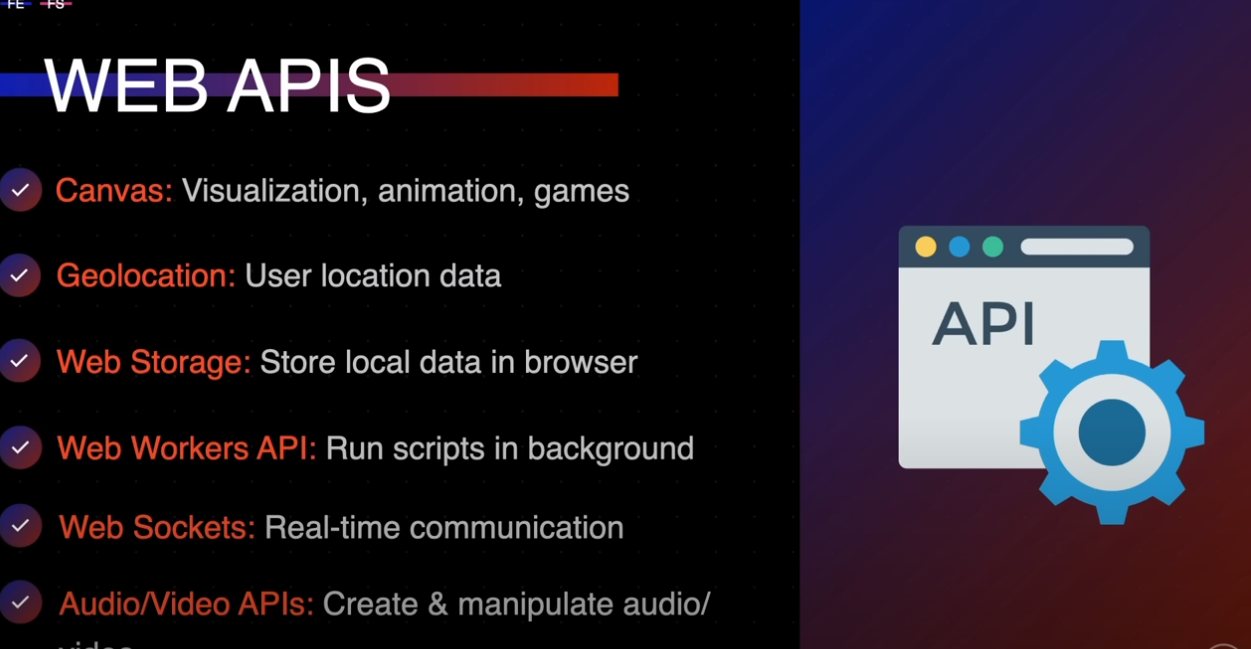 FE FS
WEB APIS
Canvas: Visualization, animation, games
Geolocation: User location data
Web Storage: Store local data in browser
Web Workers API: Run scripts in background
Web Sockets: Real-time communication
Audio/Video APIs: Create & manipulate audio/
video
API